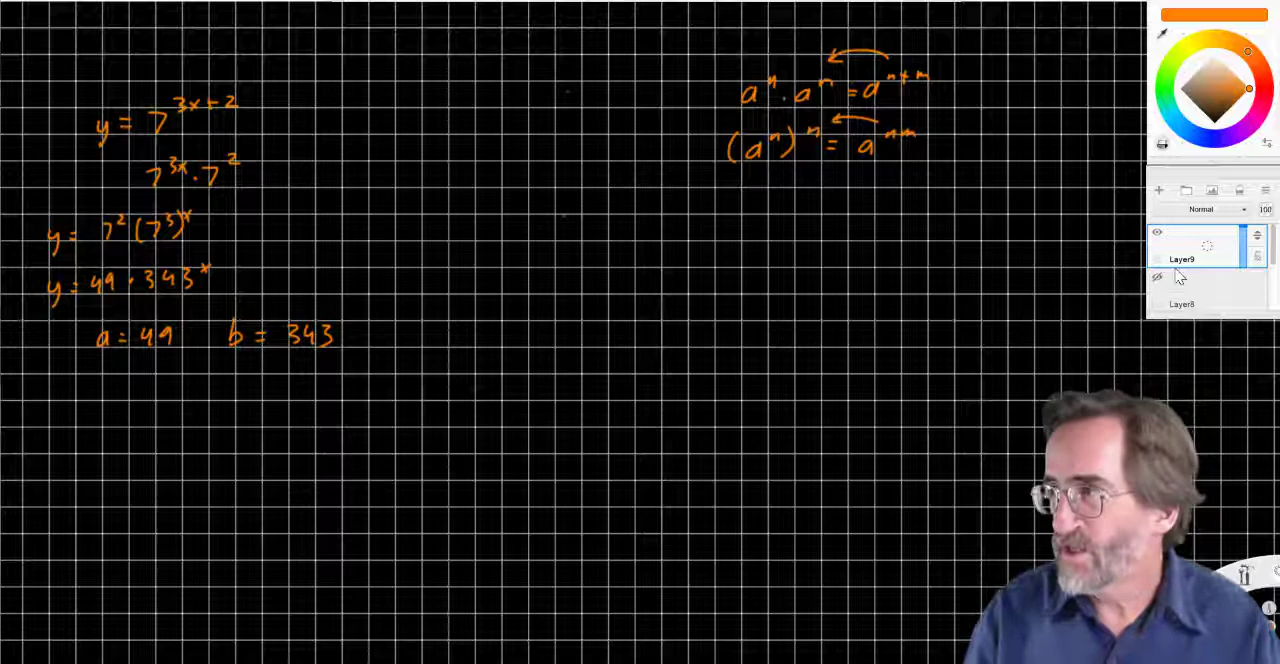 y = 7^{3x+2}
7^{3x} · 7^2
y = 7^2 (7^3)^x
y = 49 · 343^x
a = 49 b = 343
a^n · a^m = a^{n+m}
(a^n)^m = a^{nm}
Normal 100
Layer9
Layer8